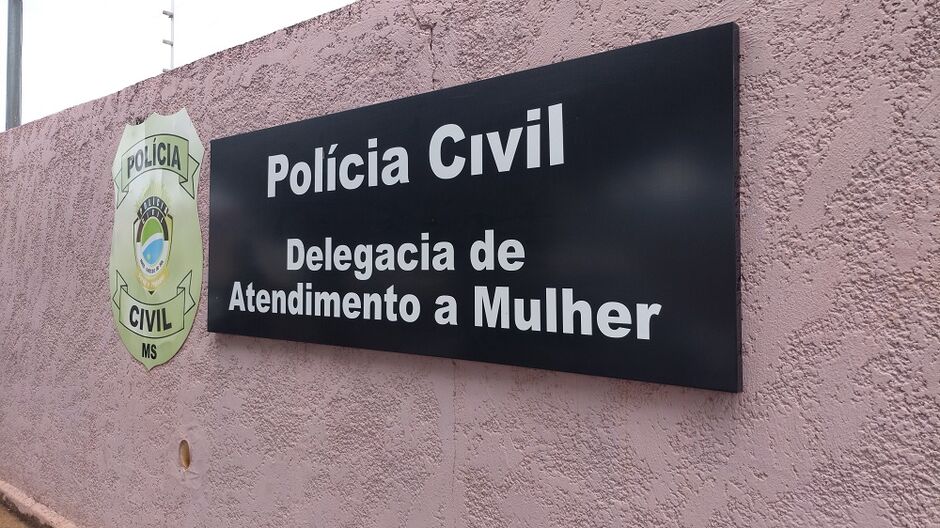 POLÍCIA
CIVIL
MS
Polícia Civil
Delegacia de
Atendimento a Mulher